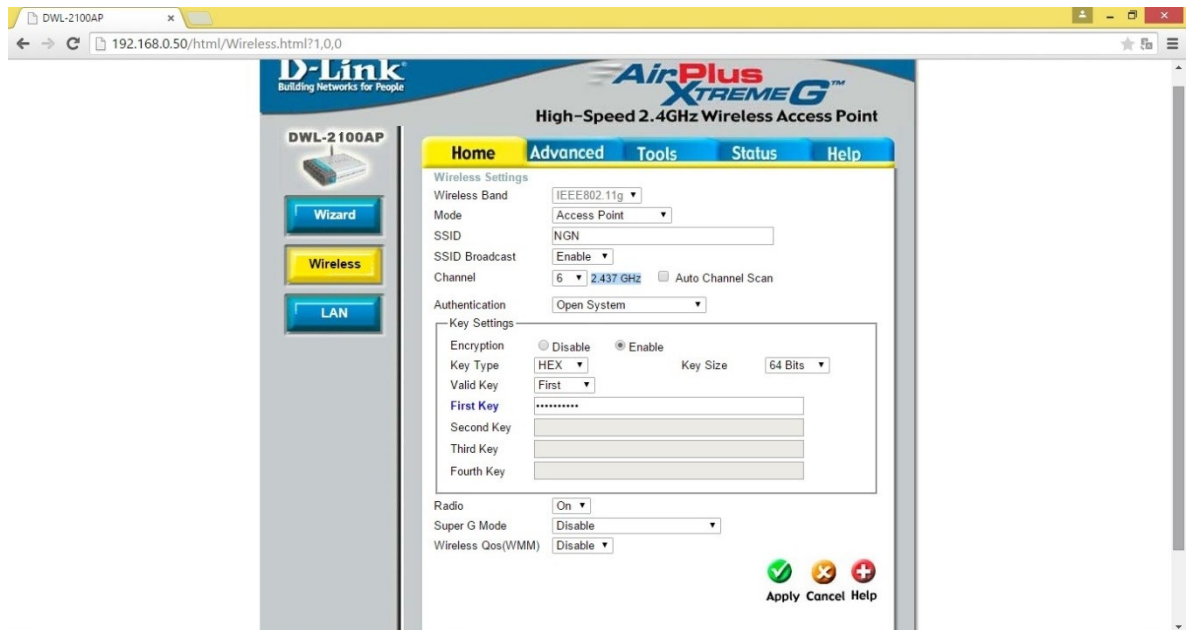 DWL-2100AP
192.168.0.50/html/Wireless.html?1,0,0
D-Link
Building Networks for People
AirPlus
XTREME G™
High-Speed 2.4GHz Wireless Access Point
DWL-2100AP
Wizard
Wireless
LAN
Home Advanced Tools Status Help
Wireless Settings
Wireless Band IEEE802.11g
Mode Access Point
SSID NGN
SSID Broadcast Enable
Channel 6 2.437 GHz Auto Channel Scan
Authentication Open System
Key Settings
Encryption Disable Enable
Key Type HEX Key Size 64 Bits
Valid Key First
First Key ••••••••••
Second Key
Third Key
Fourth Key
Radio On
Super G Mode Disable
Wireless Qos(WMM) Disable
Apply Cancel Help